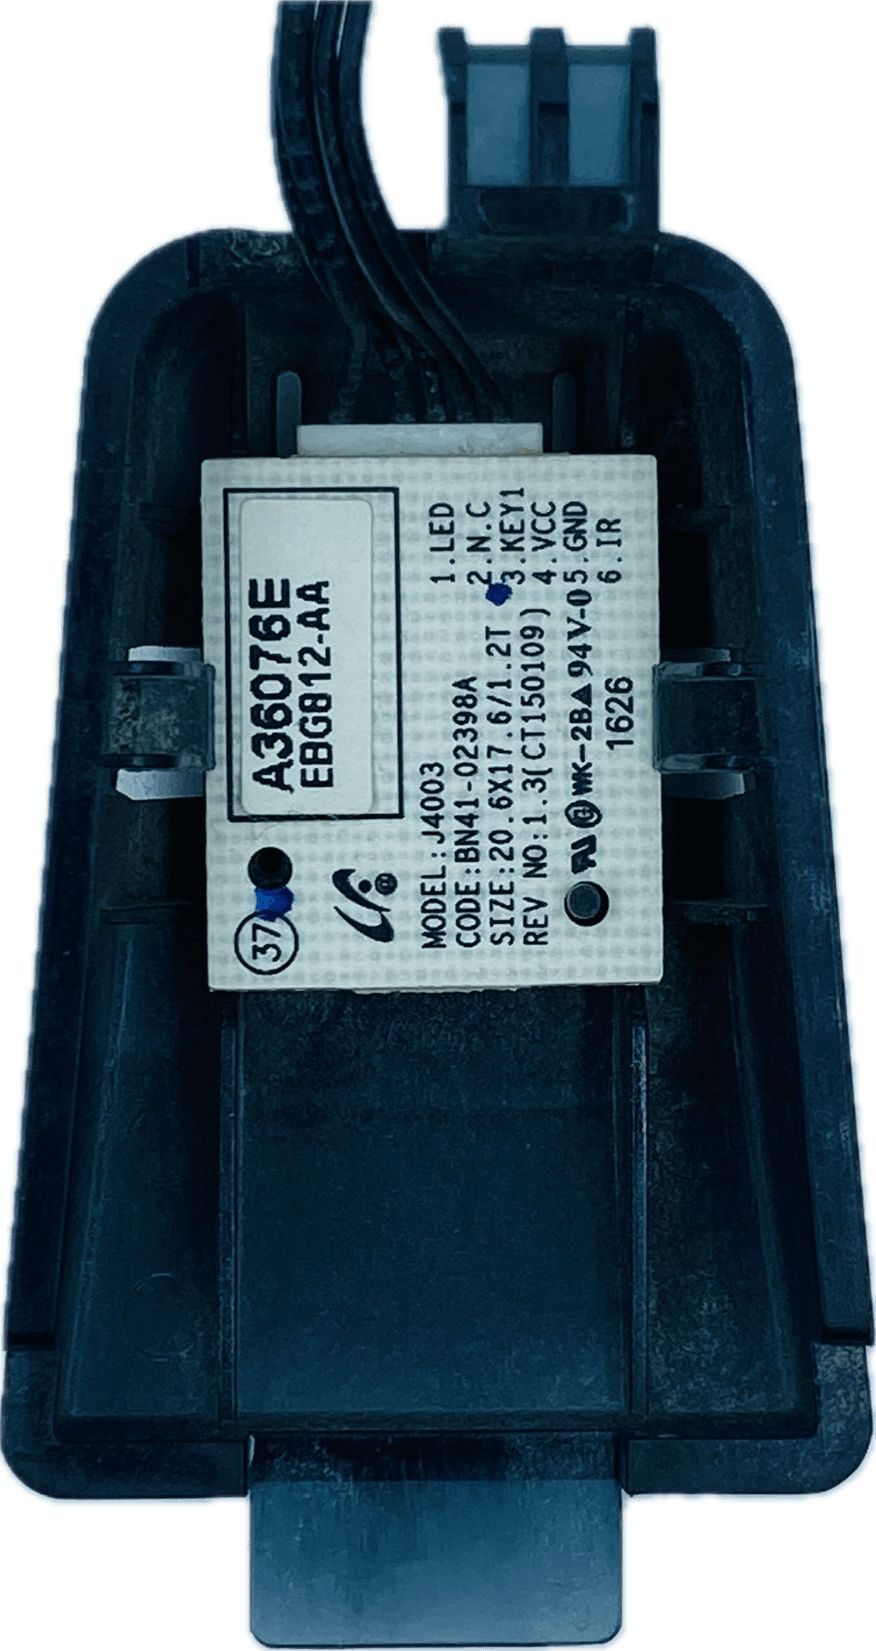 A36076E
EBG812-AA
37
MODEL:J4003
CODE:BN41-02398A
SIZE:20.6X17.6/1.2T
REV NO:1.3(CT150109)
WK-2B▲94V-0
1626
1.LED
2.N.C
3.KEY1
4.VCC
5.GND
6.IR